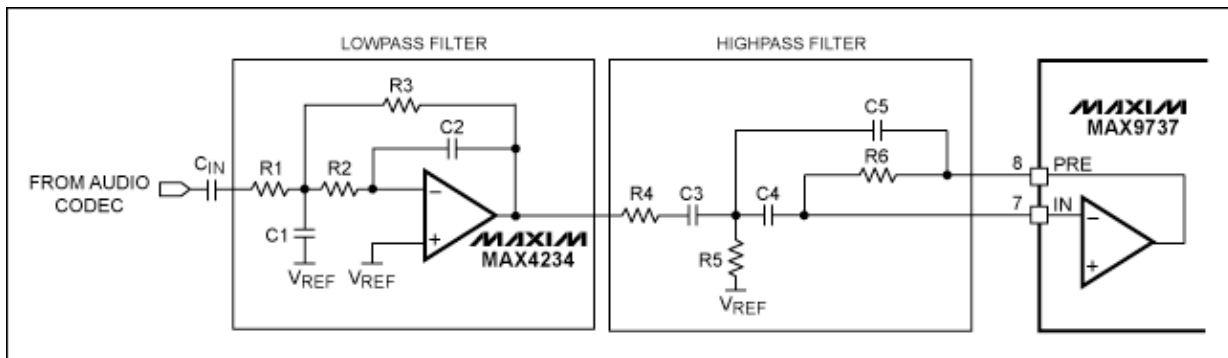 LOWPASS FILTER
HIGHPASS FILTER
R3
C2
CIN
R1
R2
FROM AUDIO
CODEC
C1
VREF
VREF
−
+
MAXIM
MAX4234
R4
C3
C4
C5
R6
R5
VREF
8
PRE
7
IN
MAXIM
MAX9737
−
+